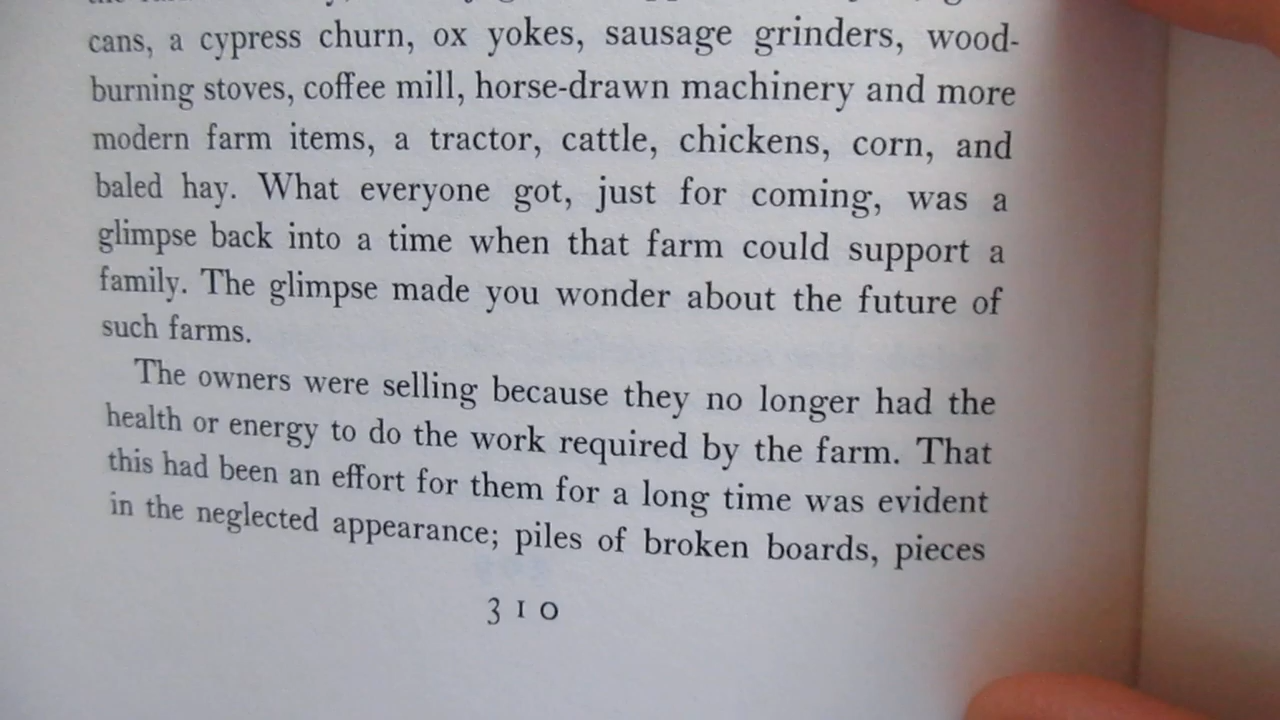 cans, a cypress churn, ox yokes, sausage grinders, wood-
burning stoves, coffee mill, horse-drawn machinery and more
modern farm items, a tractor, cattle, chickens, corn, and
baled hay. What everyone got, just for coming, was a
glimpse back into a time when that farm could support a
family. The glimpse made you wonder about the future of
such farms.
The owners were selling because they no longer had the
health or energy to do the work required by the farm. That
this had been an effort for them for a long time was evident
in the neglected appearance; piles of broken boards, pieces
310